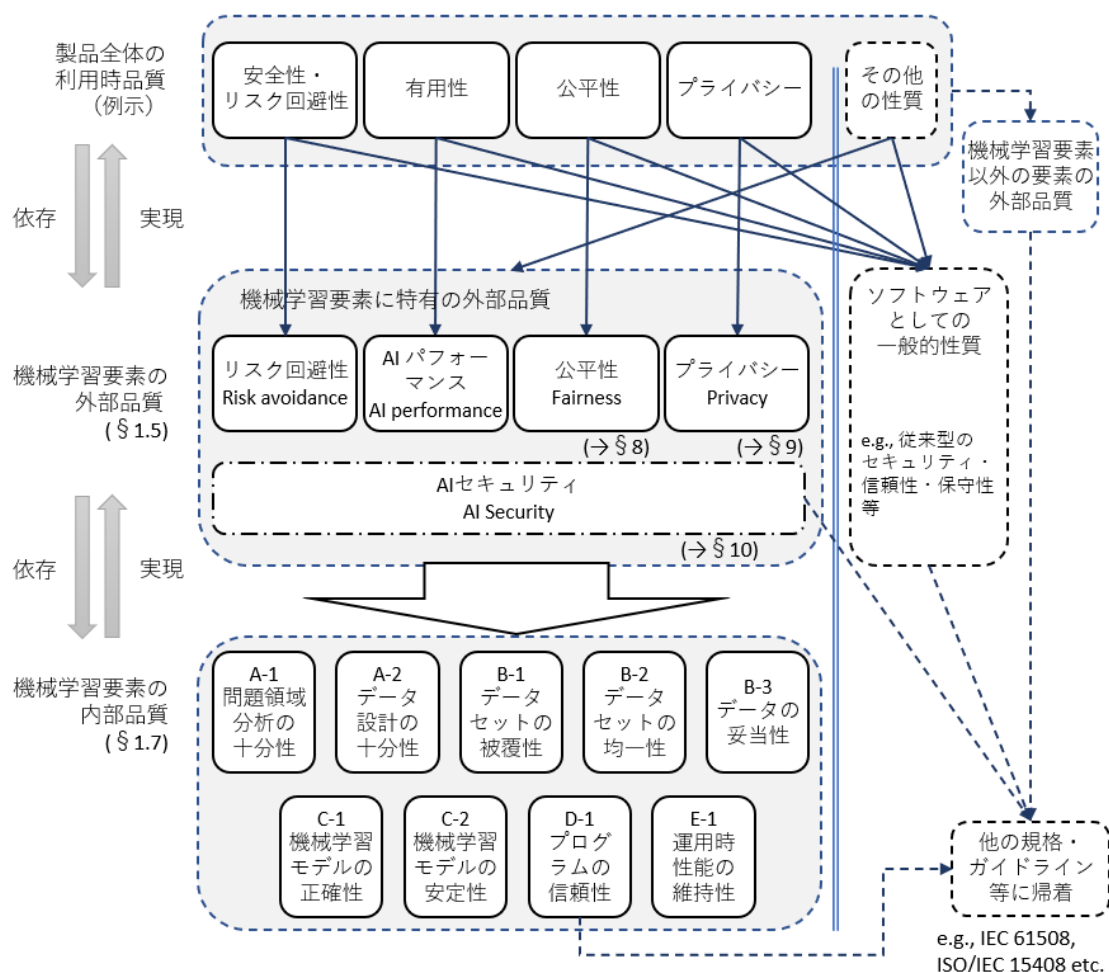 製品全体の
利用時品質
(例示)
安全性・
リスク回避性
有用性
公平性
プライバシー
その他
の性質
機械学習要素
以外の要素の
外部品質
依存
実現
機械学習要素に特有の外部品質
ソフトウェア
としての
一般的性質
e.g., 従来型の
セキュリティ・
信頼性・保守性
等
機械学習要素の
外部品質
(§1.5)
リスク回避性
Risk avoidance
AI パフォー
マンス
AI performance
公平性
Fairness
プライバシー
Privacy
(→§8)
(→§9)
AIセキュリティ
AI Security
(→§10)
依存
実現
機械学習要素の
内部品質
(§1.7)
A-1
問題領域
分析の
十分性
A-2
データ
設計の
十分性
B-1
データ
セットの
被覆性
B-2
データ
セットの
均一性
B-3
データの
妥当性
C-1
機械学習
モデルの
正確性
C-2
機械学習
モデルの
安定性
D-1
プログ
ラムの
信頼性
E-1
運用時
性能の
維持性
他の規格・
ガイドライン
等に帰着
e.g., IEC 61508,
ISO/IEC 15408 etc.